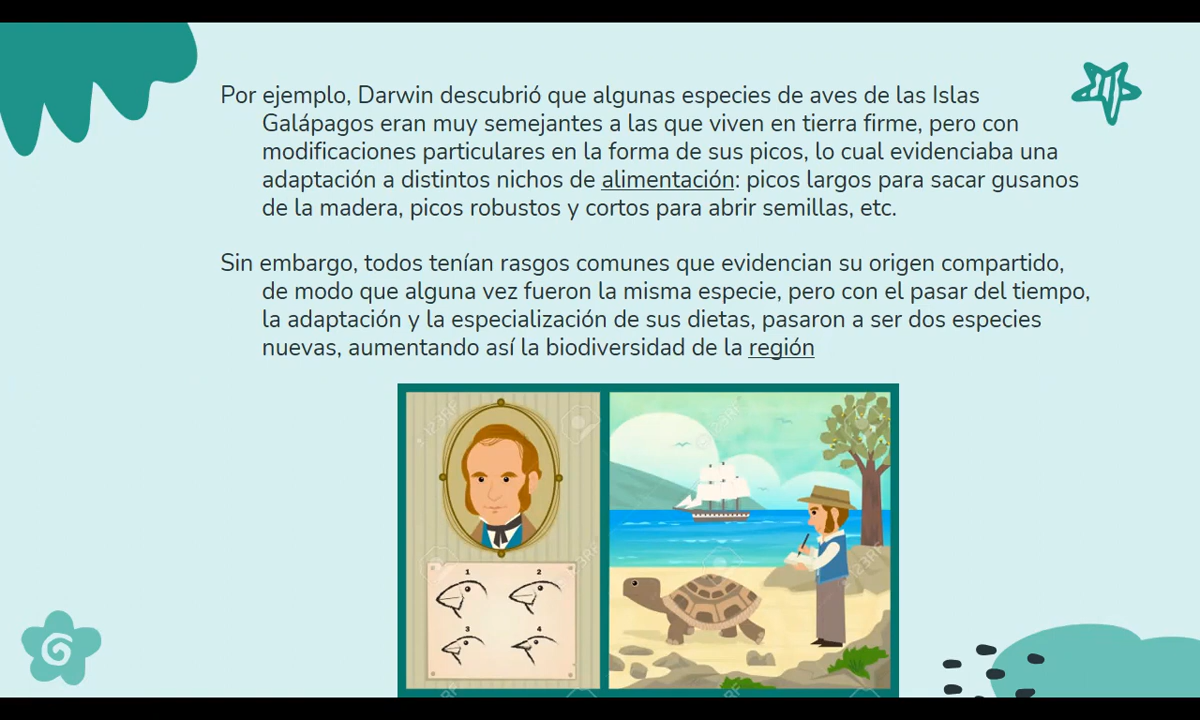 Por ejemplo, Darwin descubrió que algunas especies de aves de las Islas
Galápagos eran muy semejantes a las que viven en tierra firme, pero con
modificaciones particulares en la forma de sus picos, lo cual evidenciaba una
adaptación a distintos nichos de alimentación: picos largos para sacar gusanos
de la madera, picos robustos y cortos para abrir semillas, etc.
Sin embargo, todos tenían rasgos comunes que evidencian su origen compartido,
de modo que alguna vez fueron la misma especie, pero con el pasar del tiempo,
la adaptación y la especialización de sus dietas, pasaron a ser dos especies
nuevas, aumentando así la biodiversidad de la región
1 2
3 4
123RF